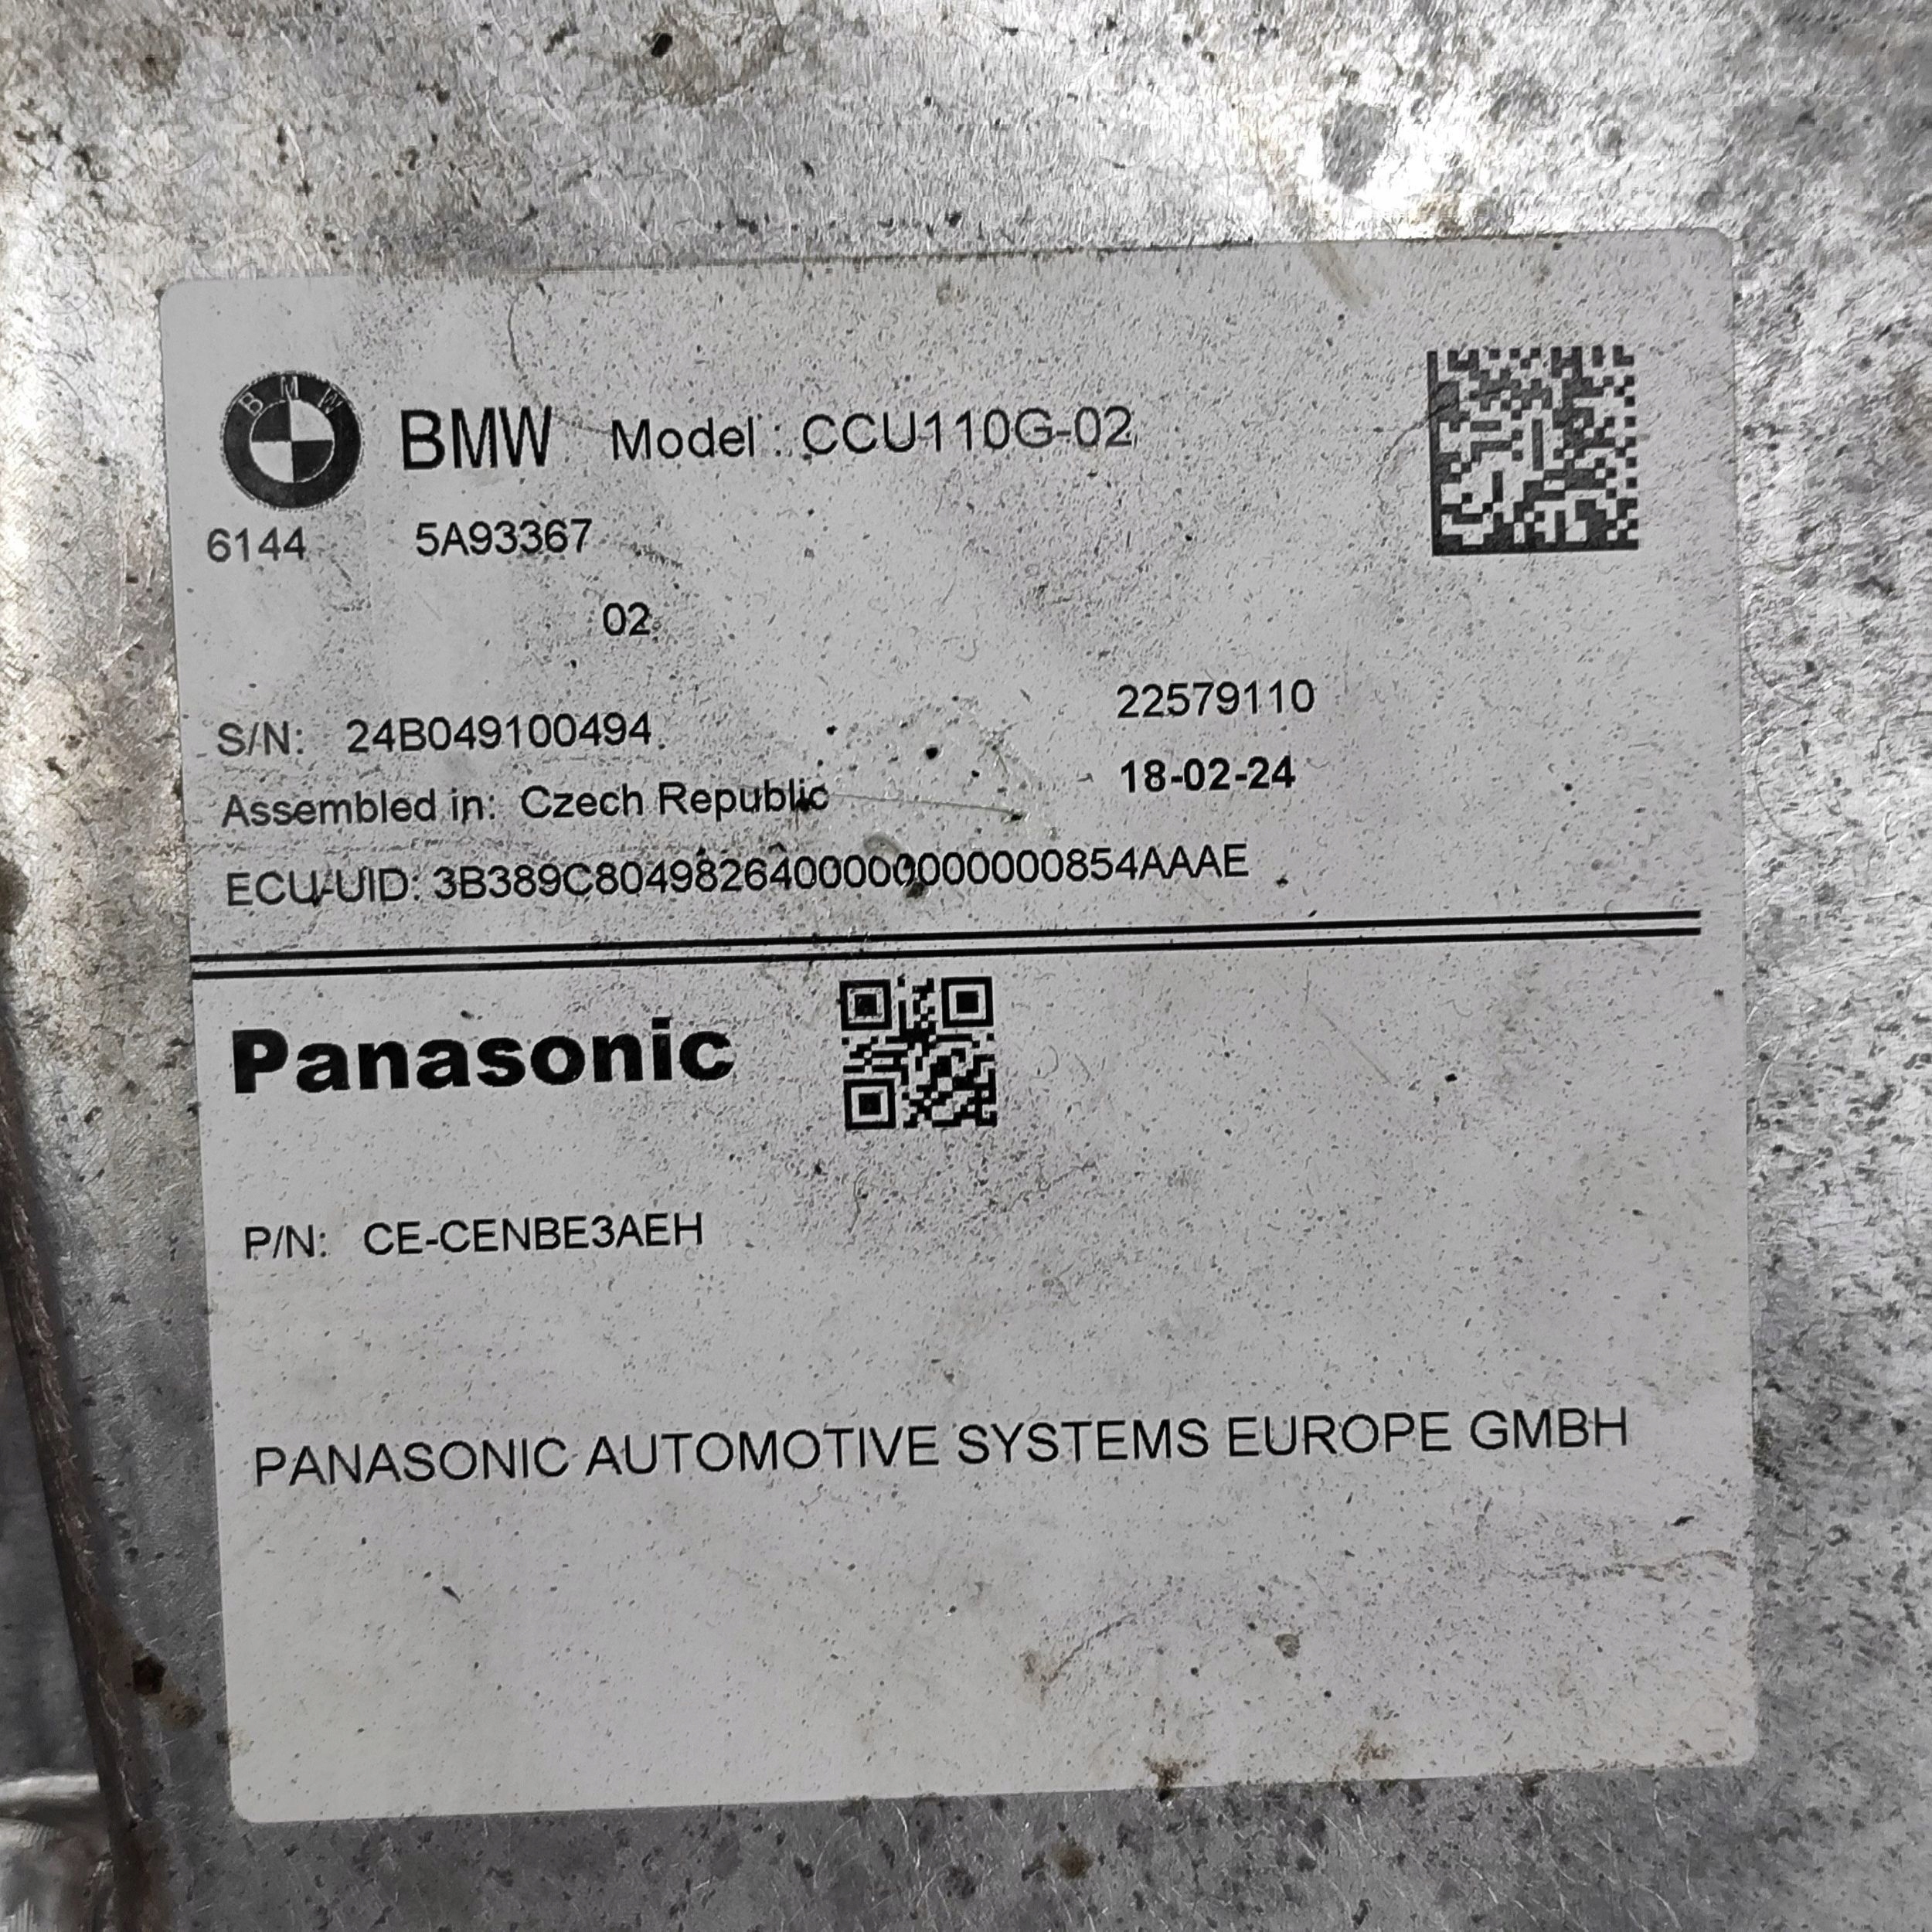 BMW
BMW Model : CCU110G-02
6144 5A93367
02
22579110
S/N: 24B049100494
18-02-24
Assembled in: Czech Republic
ECU-UID: 3B389C80498264000000000000854AAAE
Panasonic
P/N: CE-CENBE3AEH
PANASONIC AUTOMOTIVE SYSTEMS EUROPE GMBH